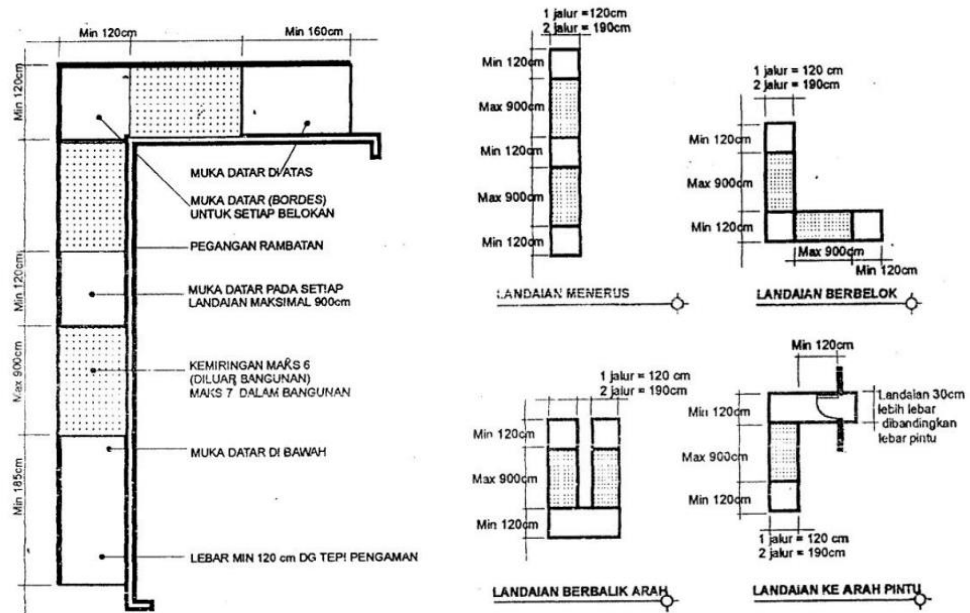 Min 120cm
Min 160cm
Min 120cm
MUKA DATAR DI ATAS
MUKA DATAR (BORDES)
UNTUK SETIAP BELOKAN
PEGANGAN RAMBATAN
Min 120cm
MUKA DATAR PADA SETIAP
LANDAIAN MAKSIMAL 900cm
Max 900cm
KEMIRINGAN MAKS 6
(DILUAR BANGUNAN)
MAKS 7 DALAM BANGUNAN
MUKA DATAR DI BAWAH
Min 185cm
LEBAR MIN 120 cm DG TEPI PENGAMAN
1 jalur =120cm
2 jalur = 190cm
Min 120cm
Max 900cm
Min 120cm
Max 900cm
Min 120cm
LANDAIAN MENERUS
1 jalur = 120 cm
2 jalur = 190cm
Min 120cm
Max 900cm
Min 120cm
Max 900cm
Min 120cm
LANDAIAN BERBELOK
1 jalur = 120 cm
2 jalur = 190cm
Min 120cm
Max 900cm
Min 120cm
LANDAIAN BERBALIK ARAH
Min 120cm
Min 120cm
Landaian 30cm
lebih lebar
dibandingkan
lebar pintu
Max 900cm
Min 120cm
1 jalur = 120 cm
2 jalur = 190cm
LANDAIAN KE ARAH PINTU